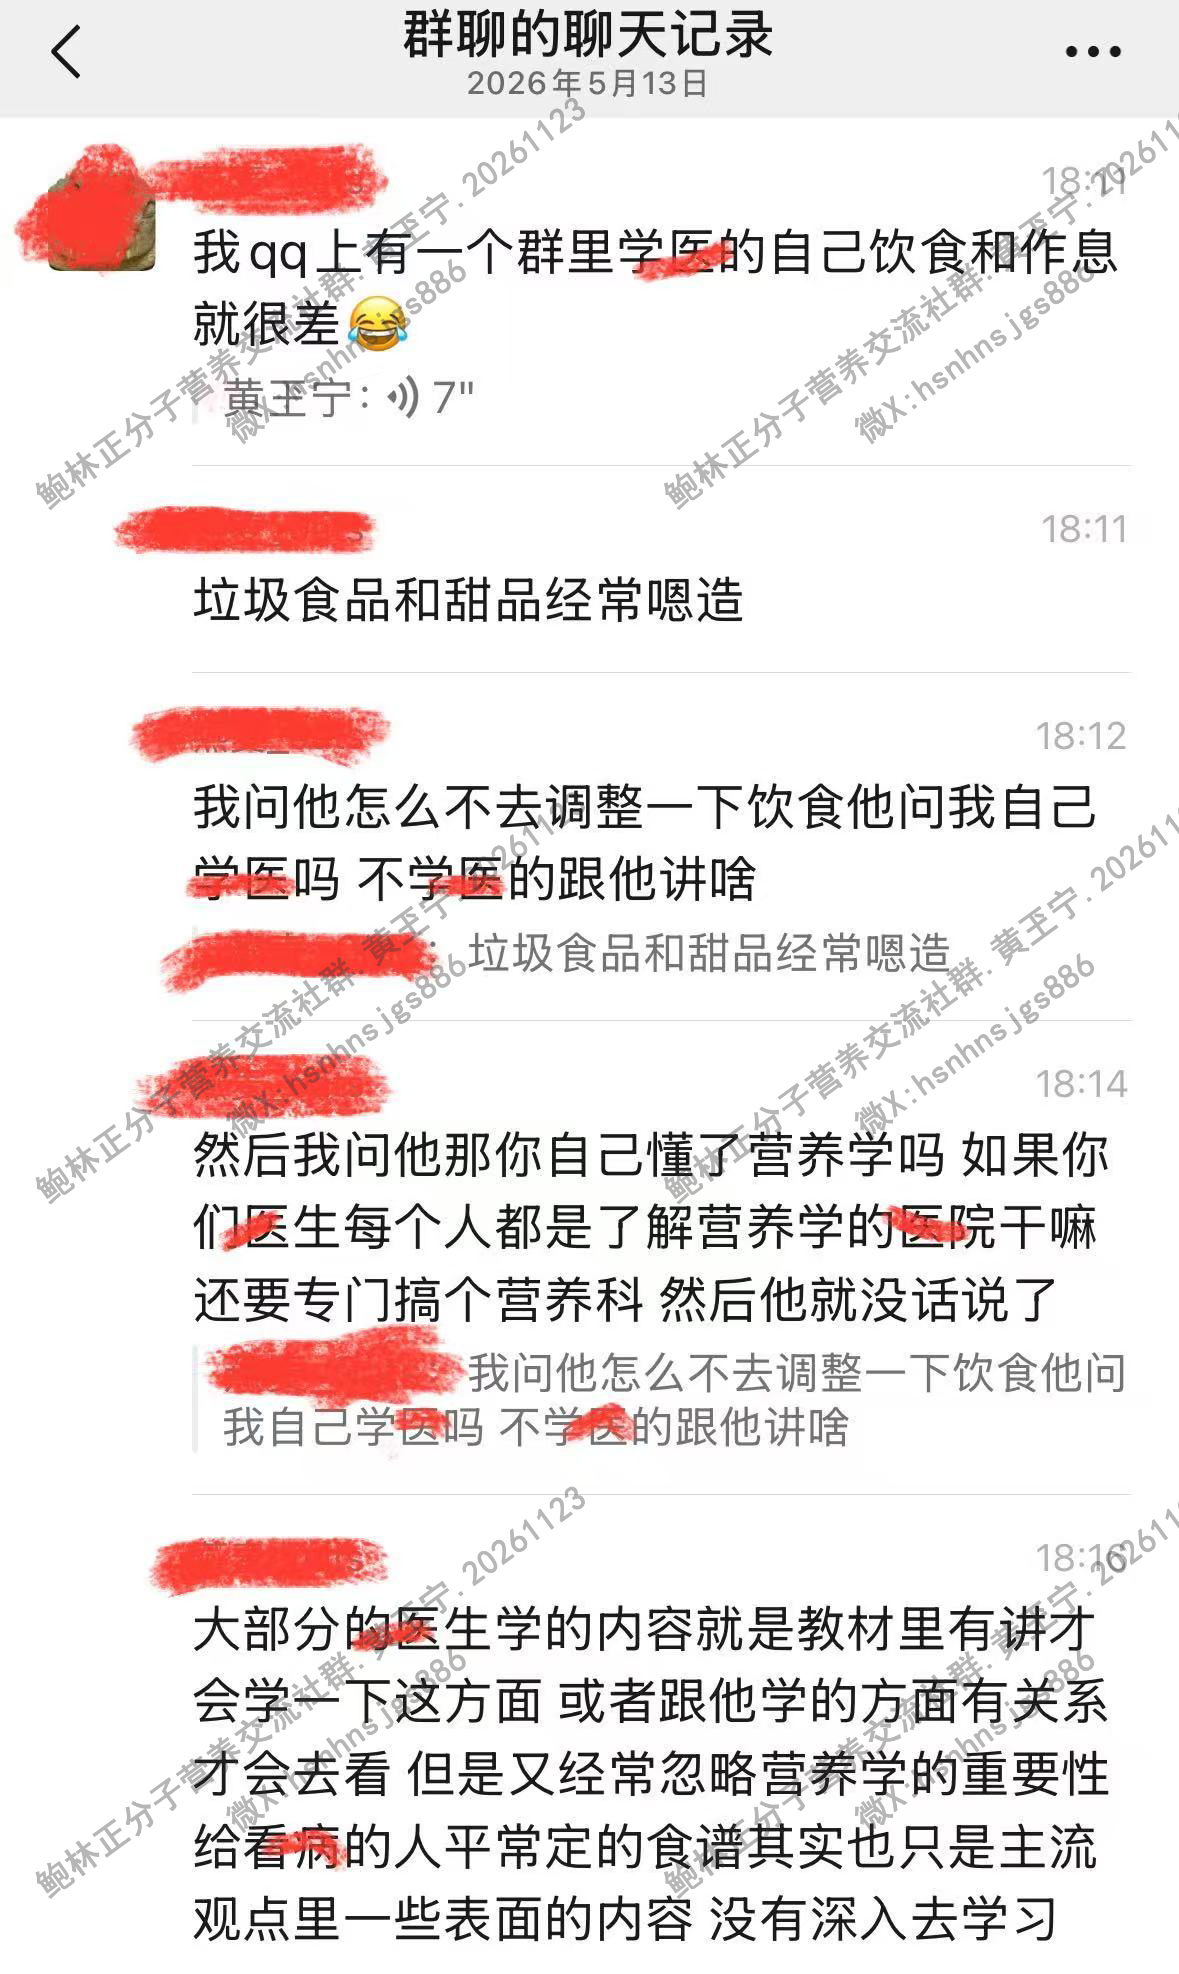 群聊的聊天记录
2026年5月13日
18:11
我qq上有一个群里学医的自己饮食和作息
就很差😂
黄玊宁: 7"
18:11
垃圾食品和甜品经常嗯造
18:12
我问他怎么不去调整一下饮食他问我自己
学医吗 不学医的跟他讲啥
: 垃圾食品和甜品经常嗯造
18:14
然后我问他那你自己懂了营养学吗 如果你
们医生每个人都是了解营养学的医院干嘛
还要专门搞个营养科 然后他就没话说了
我问他怎么不去调整一下饮食他问
我自己学医吗 不学医的跟他讲啥
18:16
大部分的医生学的内容就是教材里有讲才
会学一下这方面 或者跟他学的方面有关系
才会去看 但是又经常忽略营养学的重要性
给看病的人平常定的食谱其实也只是主流
观点里一些表面的内容 没有深入去学习
鲍林正分子营养交流社群. 黄玊宁. 20261123
微X:hsnhnsjgs886